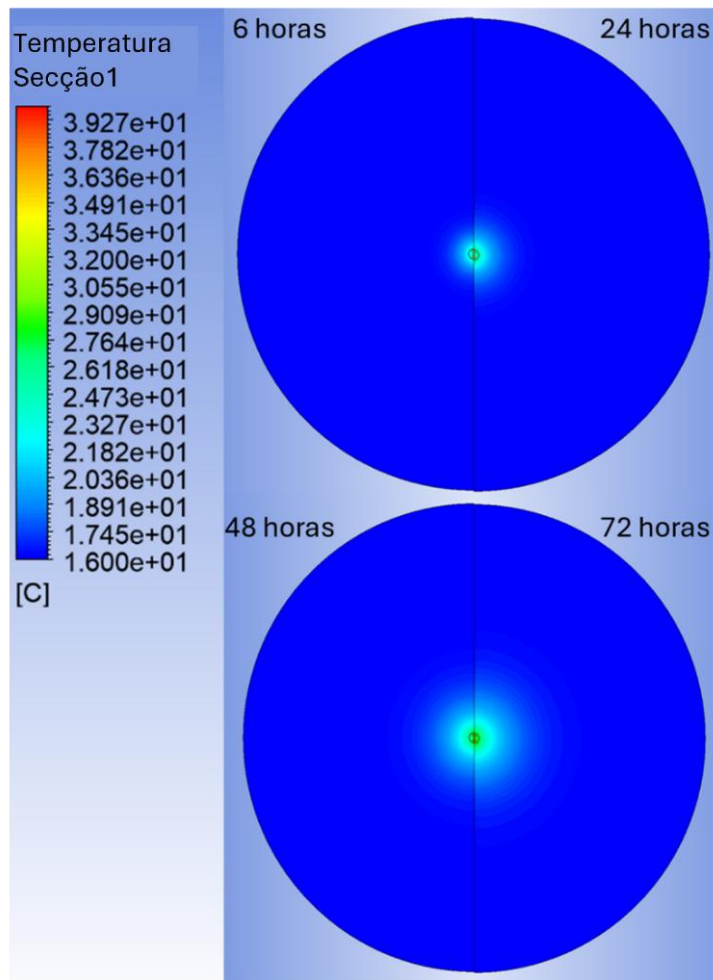 Temperatura
Secção1
3.927e+01
3.782e+01
3.636e+01
3.491e+01
3.345e+01
3.200e+01
3.055e+01
2.909e+01
2.764e+01
2.618e+01
2.473e+01
2.327e+01
2.182e+01
2.036e+01
1.891e+01
1.745e+01
1.600e+01
[C]
6 horas
24 horas
48 horas
72 horas